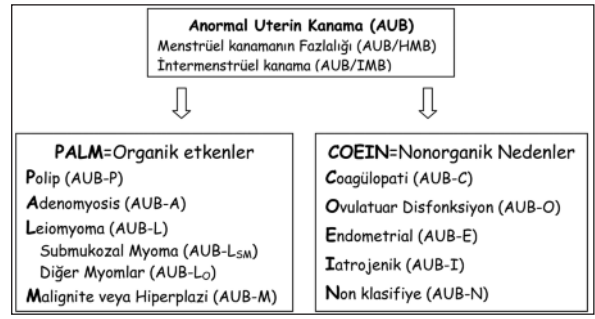 Anormal Uterin Kanama (AUB)
Menstrüel kanamanın Fazlalığı (AUB/HMB)
İntermenstrüel kanama (AUB/IMB)
PALM=Organik etkenler
Polip (AUB-P)
Adenomyosis (AUB-A)
Leiomyoma (AUB-L)
Submukozal Myoma (AUB-LSM)
Diğer Myomlar (AUB-LO)
Malignite veya Hiperplazi (AUB-M)
COEIN=Nonorganik Nedenler
Coagülopati (AUB-C)
Ovulatuar Disfonksiyon (AUB-O)
Endometrial (AUB-E)
Iatrojenik (AUB-I)
Non klasifiye (AUB-N)